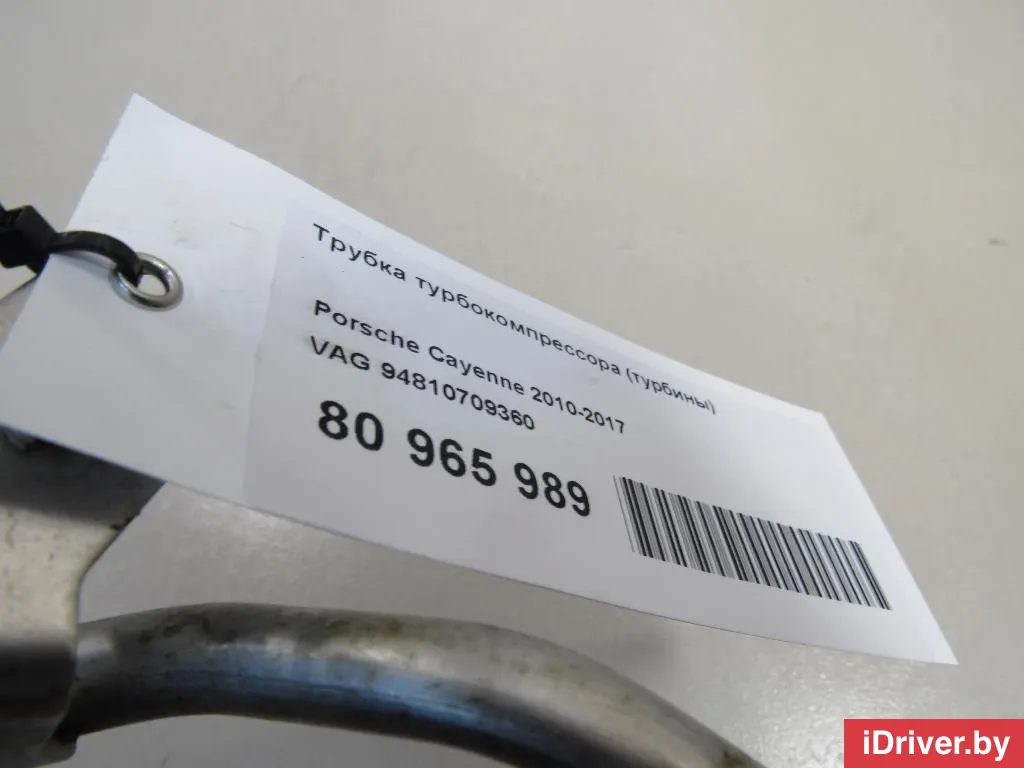 Трубка турбокомпрессора (турбины)
Porsche Cayenne 2010-2017
VAG 94810709360
80 965 989
iDriver.by